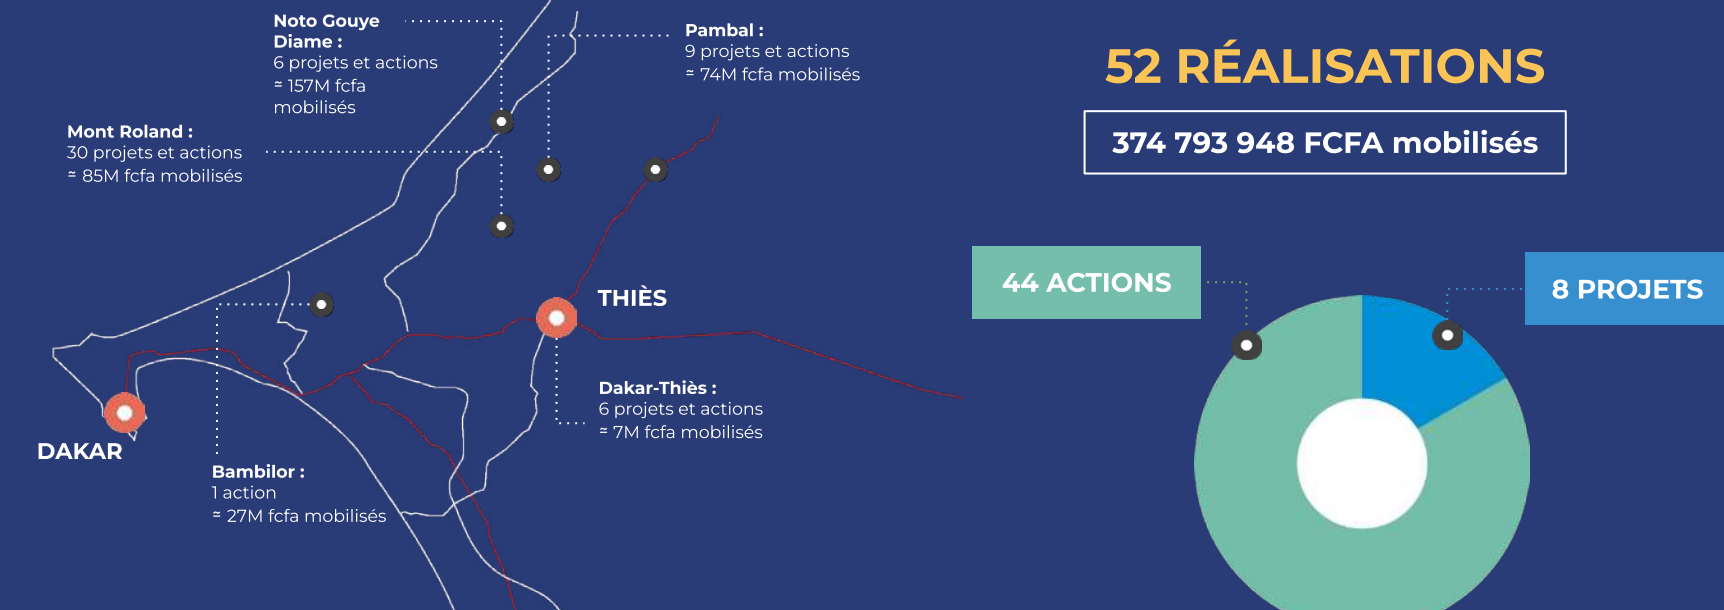 Noto Gouye
Diame :
6 projets et actions
≃ 157M fcfa
mobilisés
Pambal :
9 projets et actions
≃ 74M fcfa mobilisés
Mont Roland :
30 projets et actions
≃ 85M fcfa mobilisés
THIÈS
Dakar-Thiès :
6 projets et actions
≃ 7M fcfa mobilisés
DAKAR
Bambilor :
1 action
≃ 27M fcfa mobilisés
52 RÉALISATIONS
374 793 948 FCFA mobilisés
44 ACTIONS
8 PROJETS